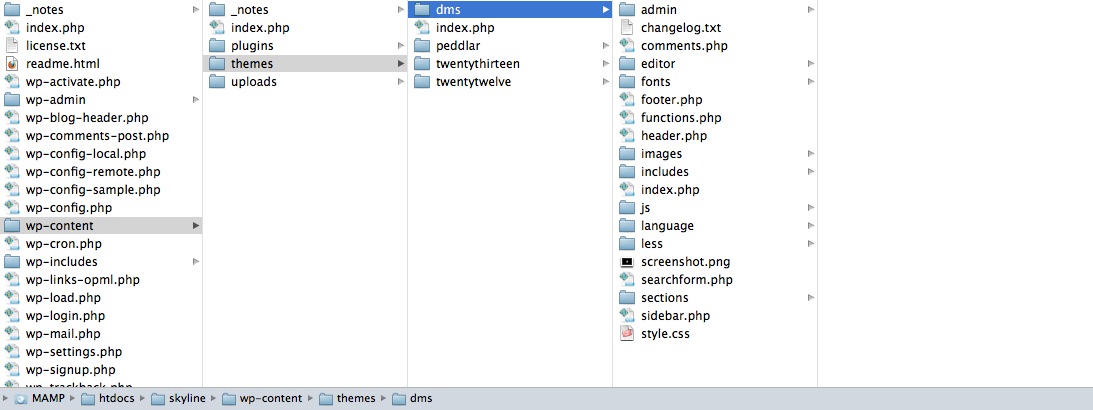 _notes
index.php
license.txt
readme.html
wp-activate.php
wp-admin
wp-blog-header.php
wp-comments-post.php
wp-config-local.php
wp-config-remote.php
wp-config-sample.php
wp-config.php
wp-content
wp-cron.php
wp-includes
wp-links-opml.php
wp-load.php
wp-login.php
wp-mail.php
wp-settings.php
wp-signup.php
wp-trackback.php
_notes
index.php
plugins
themes
uploads
dms
index.php
peddlar
twentythirteen
twentytwelve
admin
changelog.txt
comments.php
editor
fonts
footer.php
functions.php
header.php
images
includes
index.php
js
language
less
screenshot.png
searchform.php
sections
sidebar.php
style.css
MAMP htdocs skyline wp-content themes dms